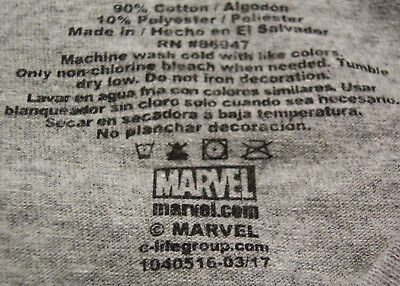 90% Cotton / Algodon
10% Polyester / Poliester
Made in / Hecho en El Salvador
RN #86947
Machine wash cold with like colors.
Only non-chlorine bleach when needed. Tumble
dry low. Do not iron decoration.
Lavar en agua fria con colores similares. Usar
blanqueador sin cloro solo cuando sea necesario.
Secar en secadora a baja temperatura.
No planchar decoracion.
MARVEL
marvel.com
© MARVEL
c-lifegroup.com
1040516-03/17